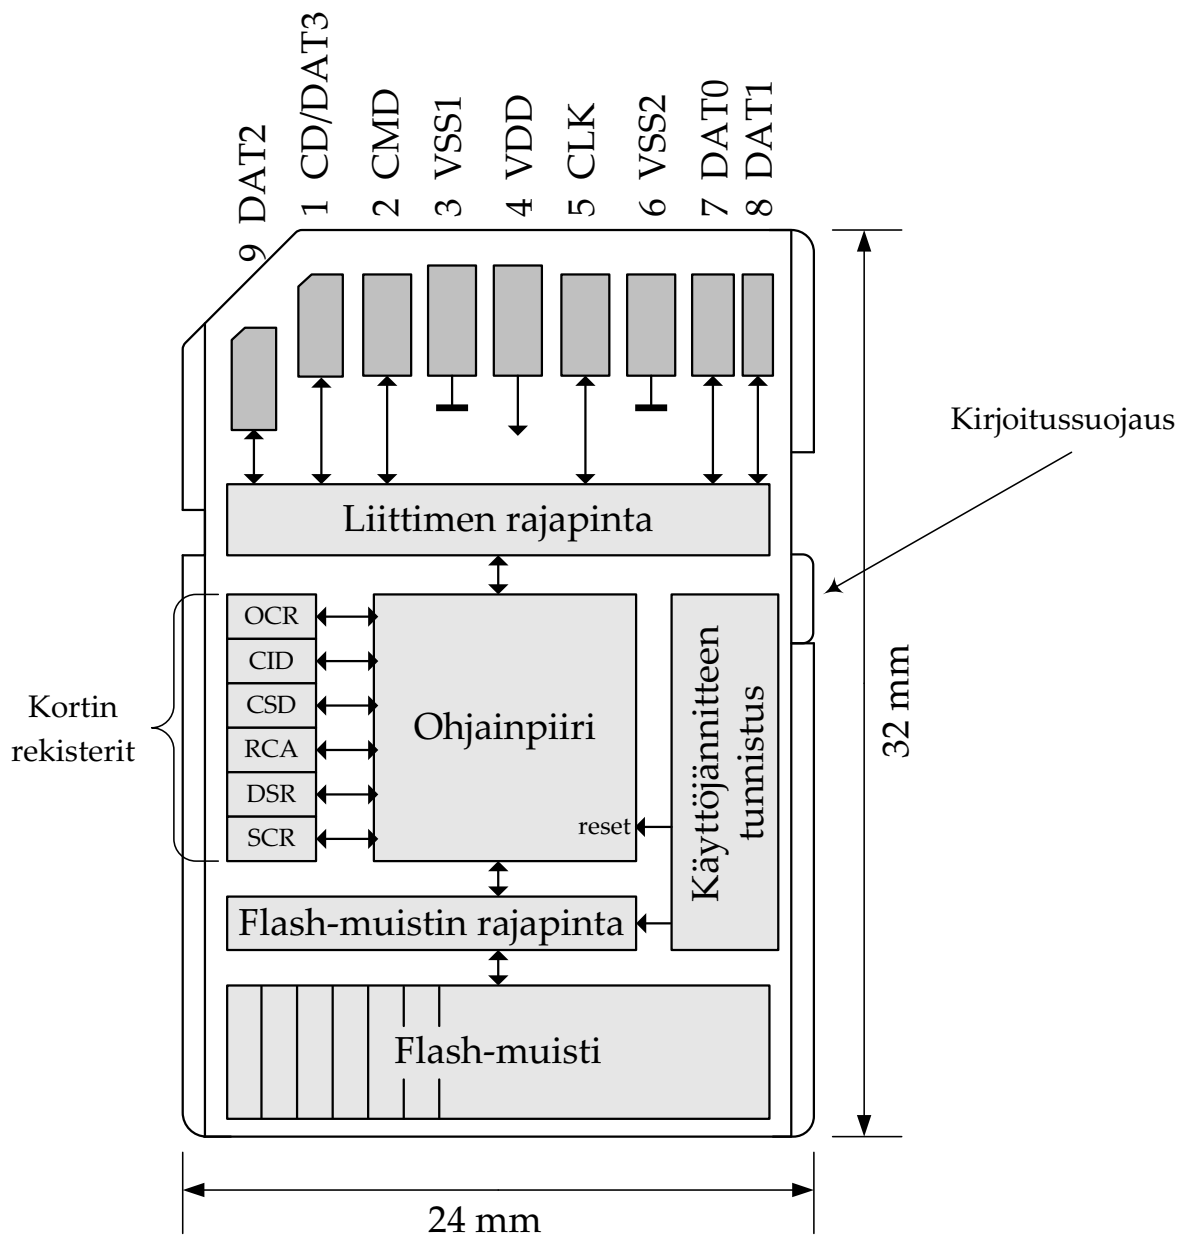 9 DAT2
1 CD/DAT3
2 CMD
3 VSS1
4 VDD
5 CLK
6 VSS2
7 DAT0
8 DAT1
Kirjoitussuojaus
Liittimen rajapinta
OCR
CID
CSD
RCA
DSR
SCR
Kortin
rekisterit
Ohjainpiiri
reset
Käyttöjännitteen
tunnistus
32 mm
Flash-muistin rajapinta
Flash-muisti
24 mm